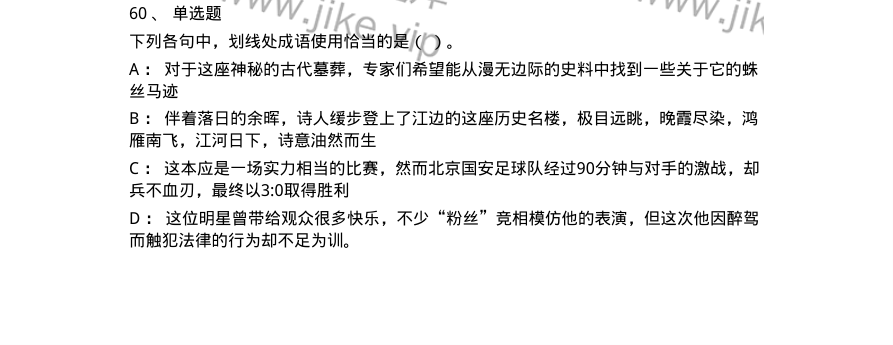 www.jike.vip
www.jik
60 、 单选题
下列各句中，划线处成语使用恰当的是（ ）。
A： 对于这座神秘的古代墓葬，专家们希望能从漫无边际的史料中找到一些关于它的蛛
丝马迹
B： 伴着落日的余晖，诗人缓步登上了江边的这座历史名楼，极目远眺，晚霞尽染，鸿
雁南飞，江河日下，诗意油然而生
C： 这本应是一场实力相当的比赛，然而北京国安足球队经过90分钟与对手的激战，却
兵不血刃，最终以3:0取得胜利
D： 这位明星曾带给观众很多快乐，不少“粉丝”竞相模仿他的表演，但这次他因醉驾
而触犯法律的行为却不足为训。